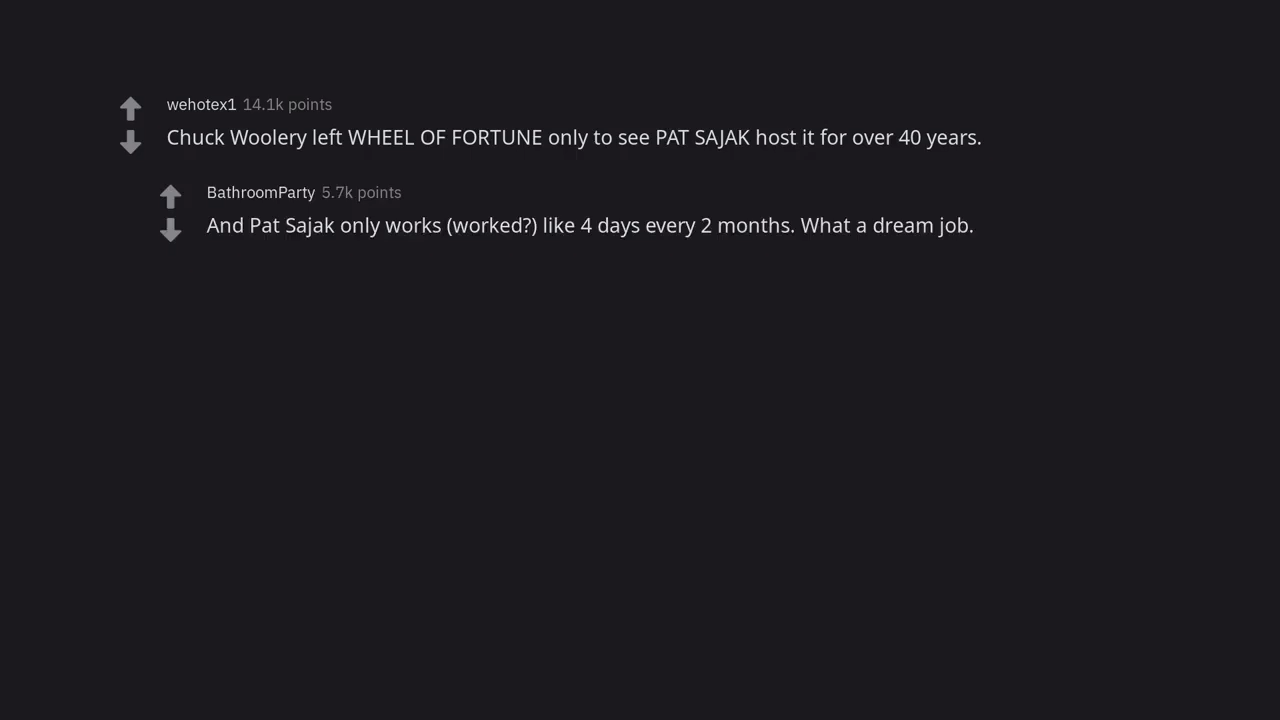 wehotex1 14.1k points
Chuck Woolery left WHEEL OF FORTUNE only to see PAT SAJAK host it for over 40 years.
BathroomParty 5.7k points
And Pat Sajak only works (worked?) like 4 days every 2 months. What a dream job.